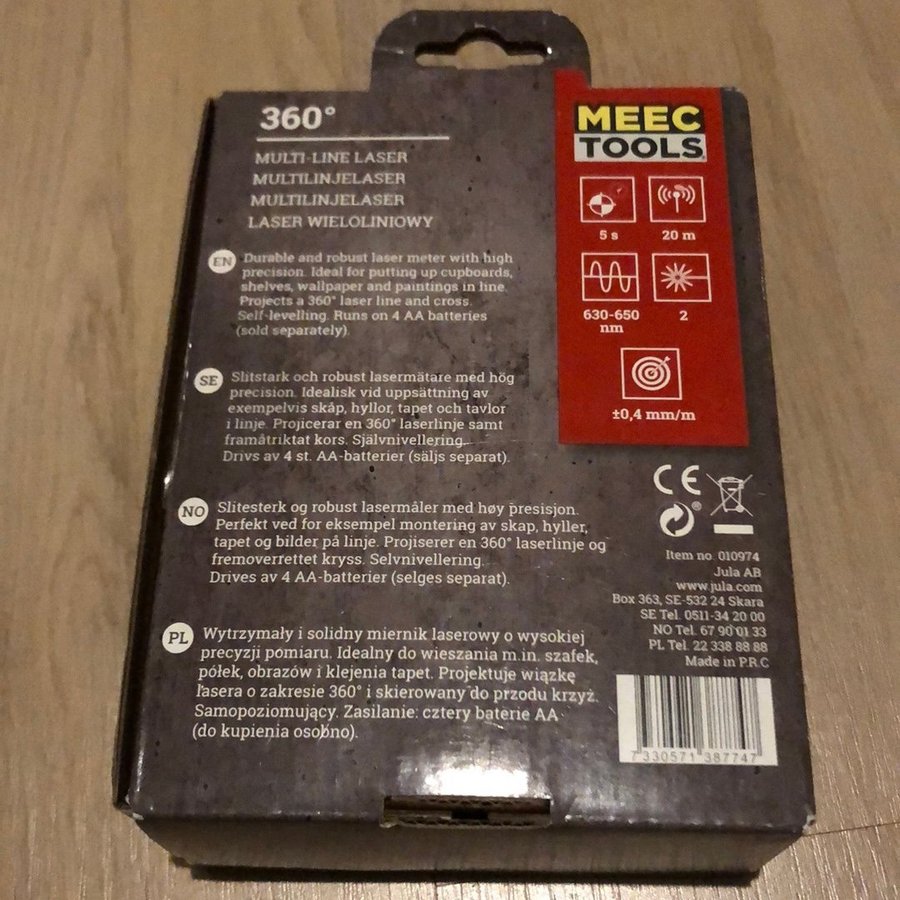 360°
MULTI-LINE LASER
MULTILINJELASER
MULTILINJELASER
LASER WIELOLINIOWY
EN
Durable and robust laser meter with high
precision. Ideal for putting up cupboards,
shelves, wallpaper and paintings in line.
Projects a 360° laser line and cross.
Self-levelling. Runs on 4 AA batteries
(sold separately).
SE
Slitstark och robust lasermätare med hög
precision. Idealisk vid uppsättning av
exempelvis skåp, hyllor, tapet och tavlor
i linje. Projicerar en 360° laserlinje samt
framåtriktat kors. Självnivellering.
Drivs av 4 st. AA-batterier (säljs separat).
NO
Slitesterk og robust lasermåler med høy presisjon.
Perfekt ved for eksempel montering av skap, hyller,
tapet og bilder på linje. Projiserer en 360° laserlinje og
fremoverrettet kryss. Selvnivellering.
Drives av 4 AA-batterier (selges separat).
PL
Wytrzymały i solidny miernik laserowy o wysokiej
precyzji pomiaru. Idealny do wieszania m.in. szafek,
półek, obrazów i klejenia tapet. Projektuje wiązkę
lasera o zakresie 360° i skierowany do przodu krzyż.
Samopoziomujący. Zasilanie: cztery baterie AA
(do kupienia osobno).
MEEC
TOOLS
5 s
20 m
630-650
nm
2
±0,4 mm/m
CE
Item no. 010974
Jula AB
www.jula.com
Box 363, SE-532 24 Skara
SE Tel. 0511-34 20 00
NO Tel. 67 90 01 33
PL Tel. 22 338 88 88
Made in P.R.C
7 330571 387747